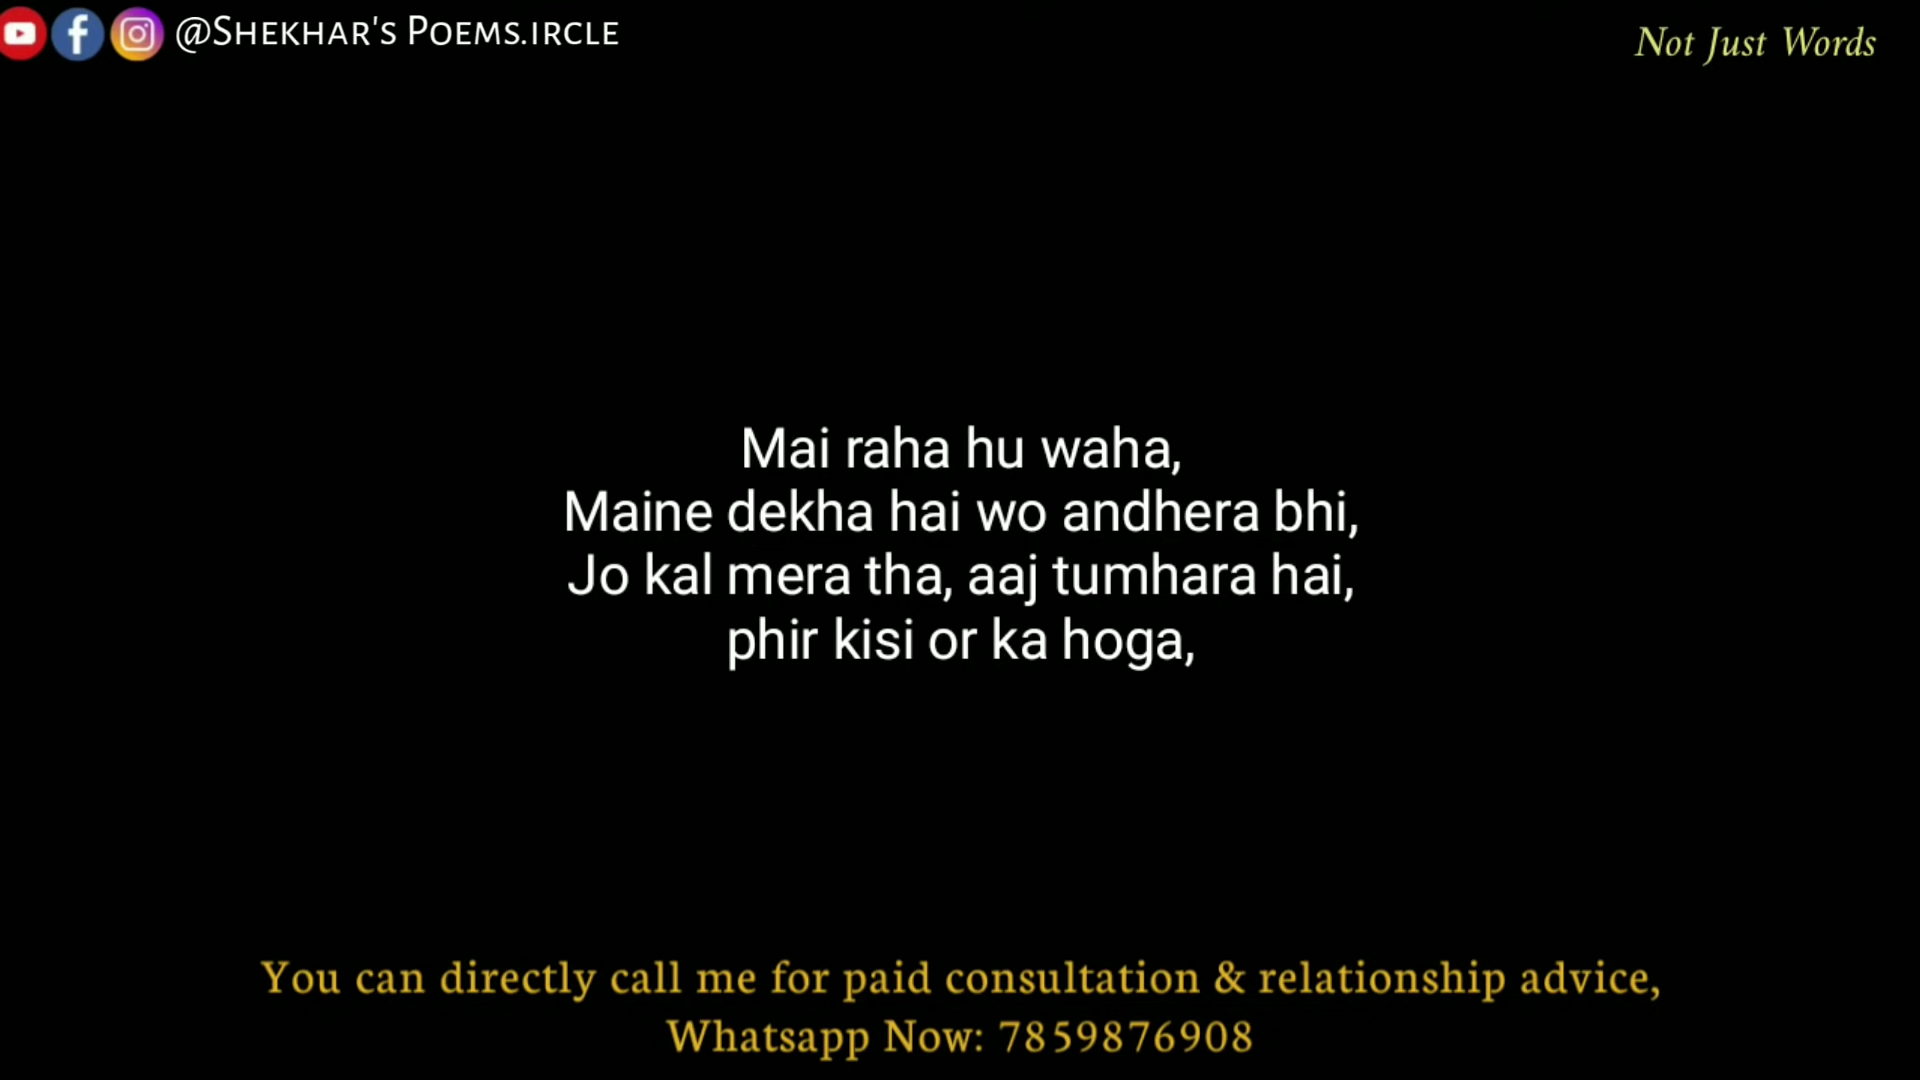 @Shekhar's Poems.ircle
Not Just Words
Mai raha hu waha,
Maine dekha hai wo andhera bhi,
Jo kal mera tha, aaj tumhara hai,
phir kisi or ka hoga,
You can directly call me for paid consultation & relationship advice,
Whatsapp Now: 7859876908